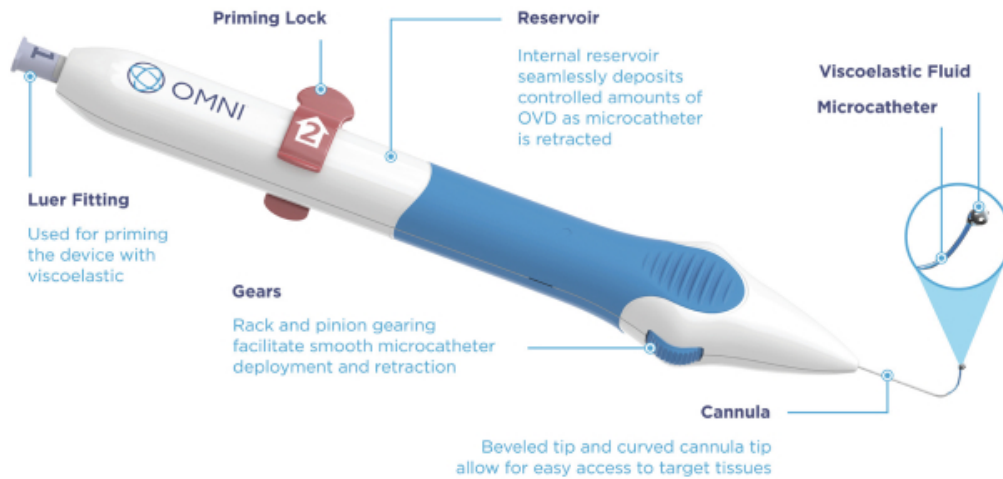 Priming Lock
Reservoir
Internal reservoir
seamlessly deposits
controlled amounts of
OVD as microcatheter
is retracted
Viscoelastic Fluid
Microcatheter
1
OMNI
2
Luer Fitting
Used for priming
the device with
viscoelastic
Gears
Rack and pinion gearing
facilitate smooth microcatheter
deployment and retraction
Cannula
Beveled tip and curved cannula tip
allow for easy access to target tissues